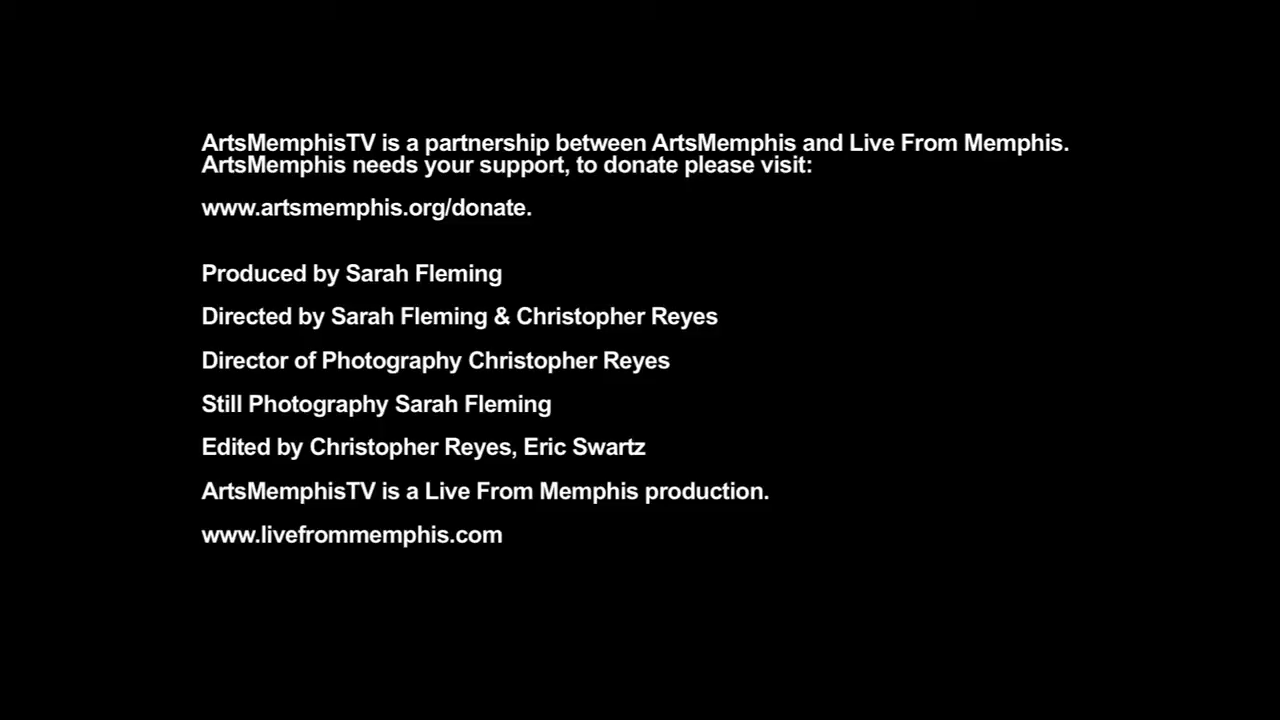 ArtsMemphisTV is a partnership between ArtsMemphis and Live From Memphis.
ArtsMemphis needs your support, to donate please visit:
www.artsmemphis.org/donate.
Produced by Sarah Fleming
Directed by Sarah Fleming & Christopher Reyes
Director of Photography Christopher Reyes
Still Photography Sarah Fleming
Edited by Christopher Reyes, Eric Swartz
ArtsMemphisTV is a Live From Memphis production.
www.livefrommemphis.com